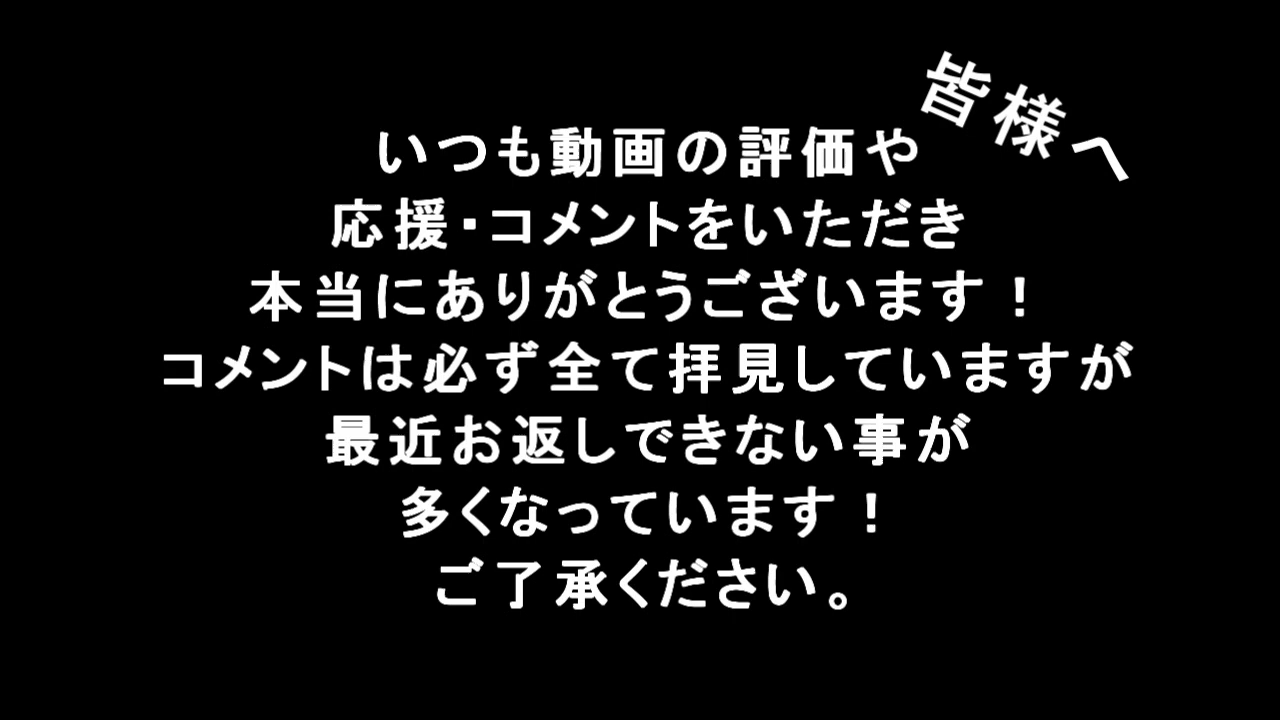 皆様へ
いつも動画の評価や
応援・コメントをいただき
本当にありがとうございます！
コメントは必ず全て拝見していますが
最近お返しできない事が
多くなっています！
ご了承ください。